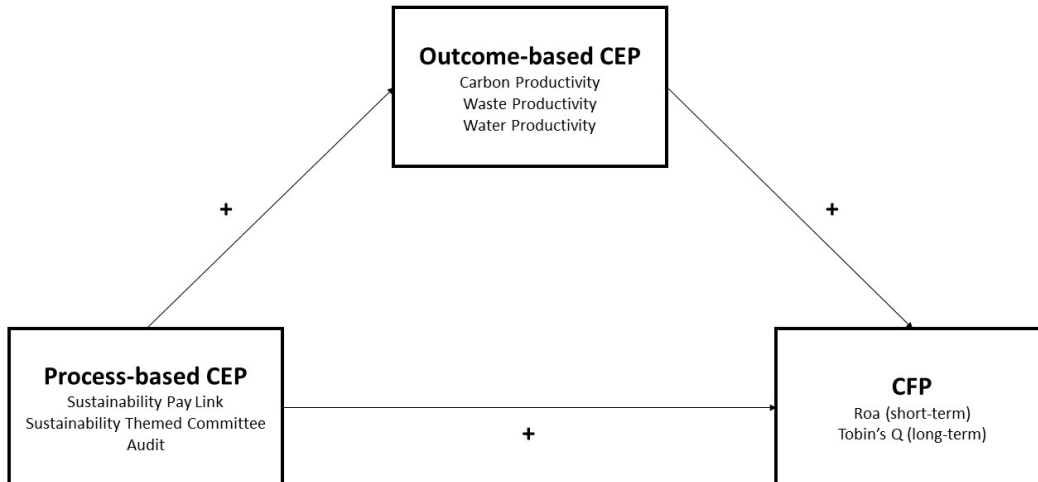 Outcome-based CEP
Carbon Productivity
Waste Productivity
Water Productivity
+
+
Process-based CEP
Sustainability Pay Link
Sustainability Themed Committee
Audit
+
CFP
Roa (short-term)
Tobin's Q (long-term)